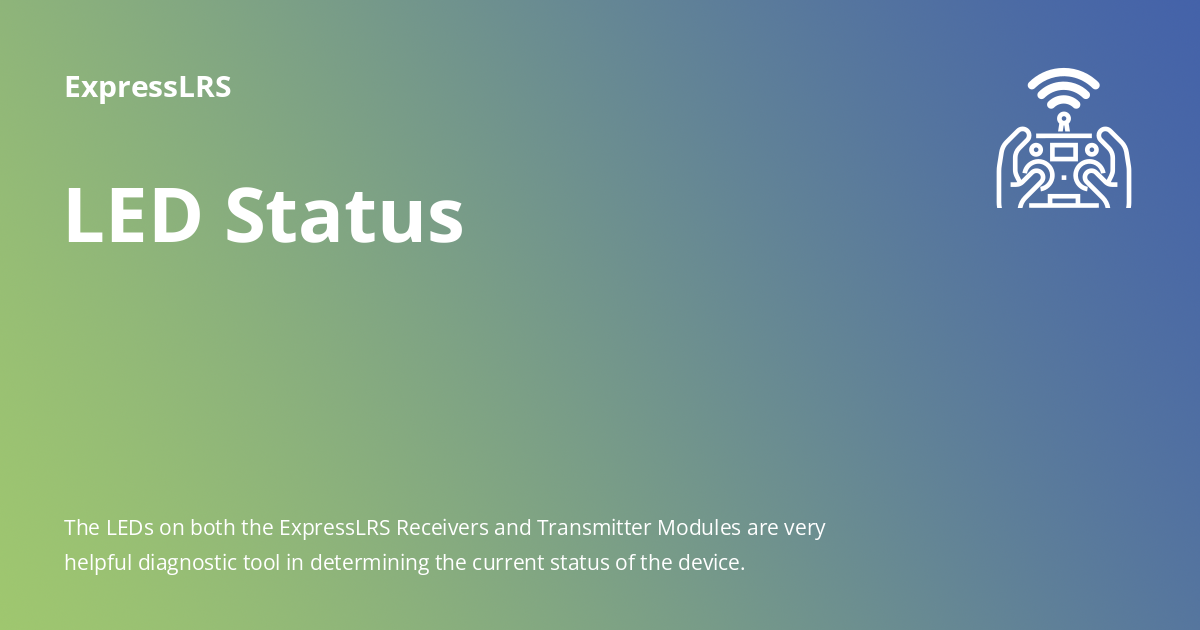 ExpressLRS
LED Status
The LEDs on both the ExpressLRS Receivers and Transmitter Modules are very
helpful diagnostic tool in determining the current status of the device.